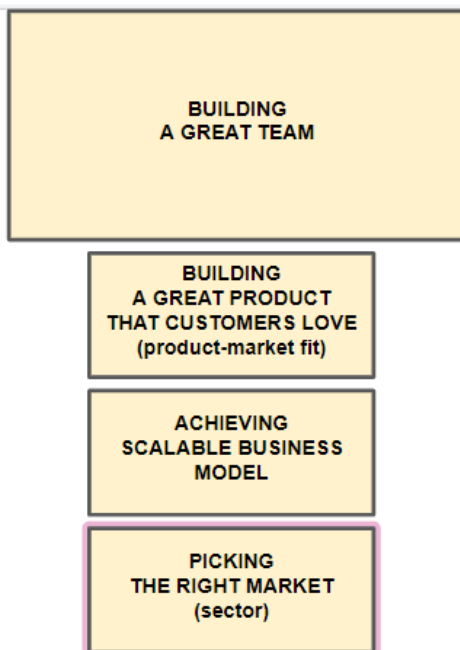 BUILDING
A GREAT TEAM
BUILDING
A GREAT PRODUCT
THAT CUSTOMERS LOVE
(product-market fit)
ACHIEVING
SCALABLE BUSINESS
MODEL
PICKING
THE RIGHT MARKET
(sector)